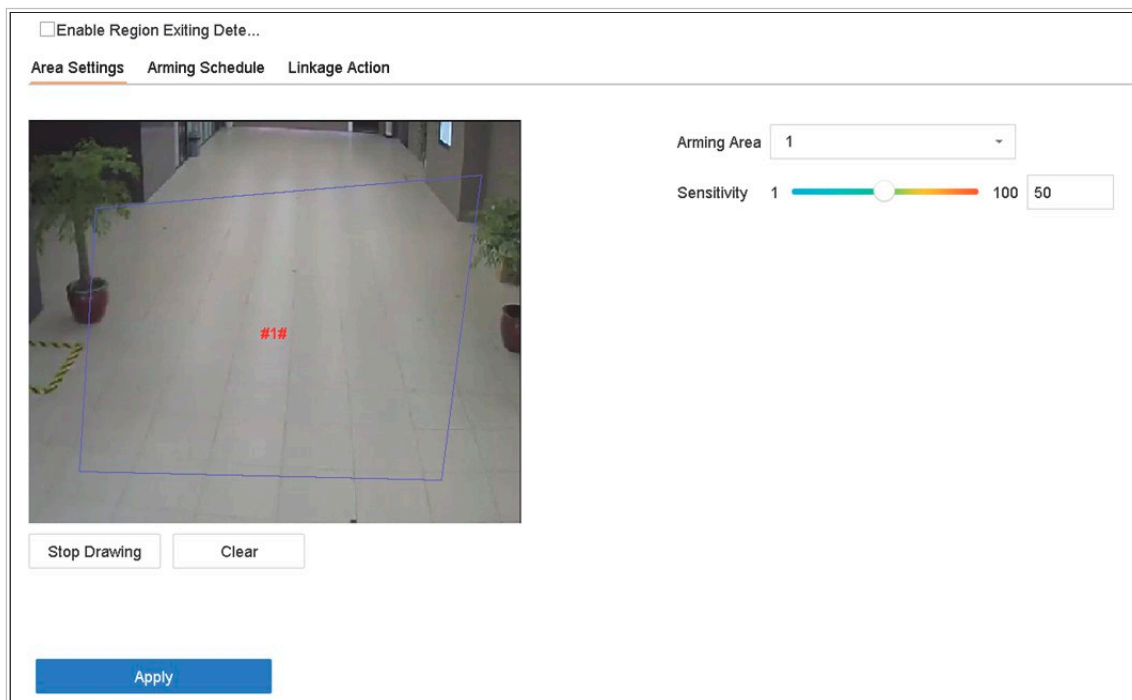 Enable Region Exiting Dete...
Area Settings Arming Schedule Linkage Action
Arming Area 1
Sensitivity 1 100 50
#1#
Stop Drawing Clear
Apply